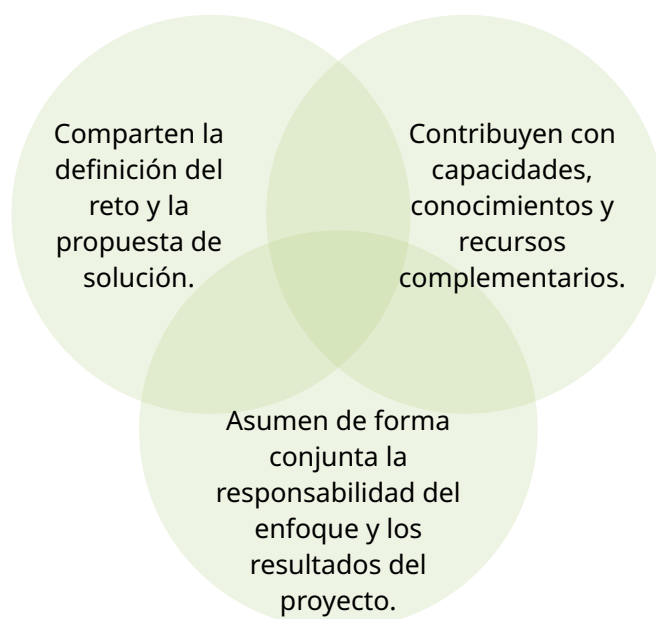 Comparten la
definición del
reto y la
propuesta de
solución.
Contribuyen con
capacidades,
conocimientos y
recursos
complementarios.
Asumen de forma
conjunta la
responsabilidad del
enfoque y los
resultados del
proyecto.